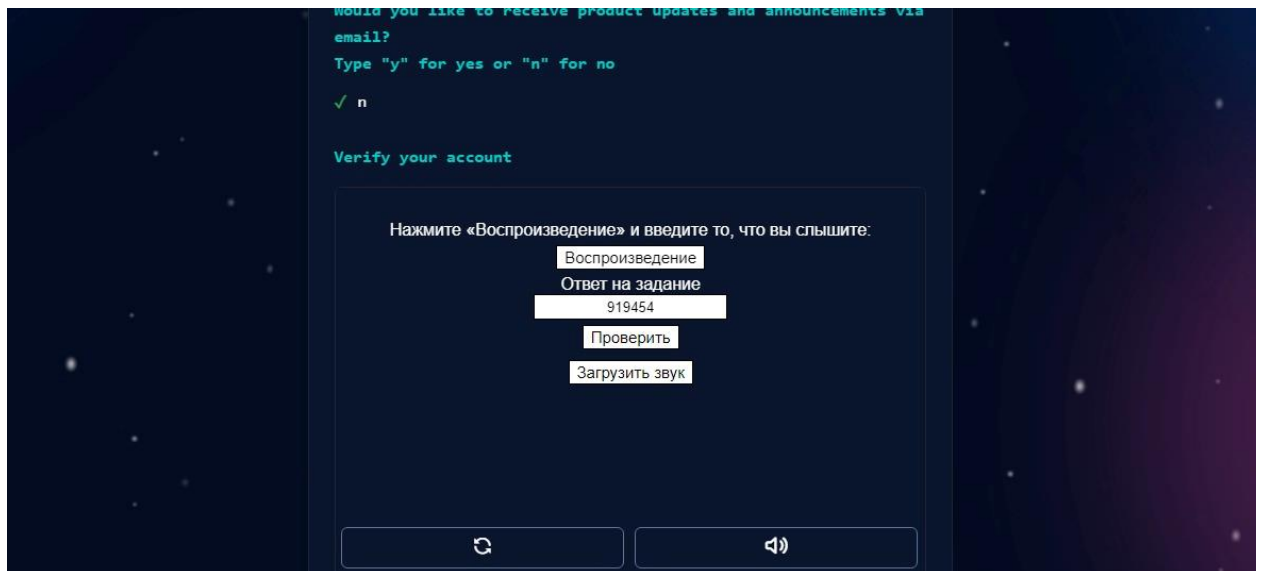 Would you like to receive product updates and announcements via
email?
Type "y" for yes or "n" for no
✓ n
Verify your account
Нажмите «Воспроизведение» и введите то, что вы слышите:
Воспроизведение
Ответ на задание
919454
Проверить
Загрузить звук